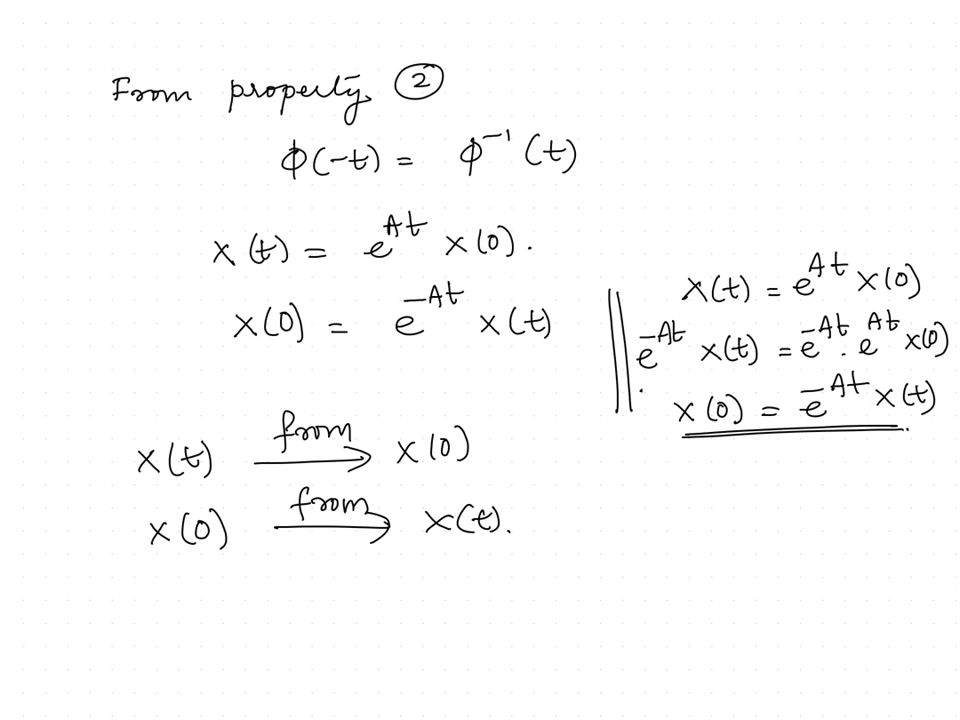 From property ②
ϕ(-t) = ϕ⁻¹(t)
x(t) = e^{At} x(0).
x(0) = e^{-At} x(t)
x(t) = e^{At} x(0)
e^{-At} x(t) = e^{-At} . e^{At} x(0)
x(0) = e^{-At} x(t)
x(t) from → x(0)
x(0) from → x(t).